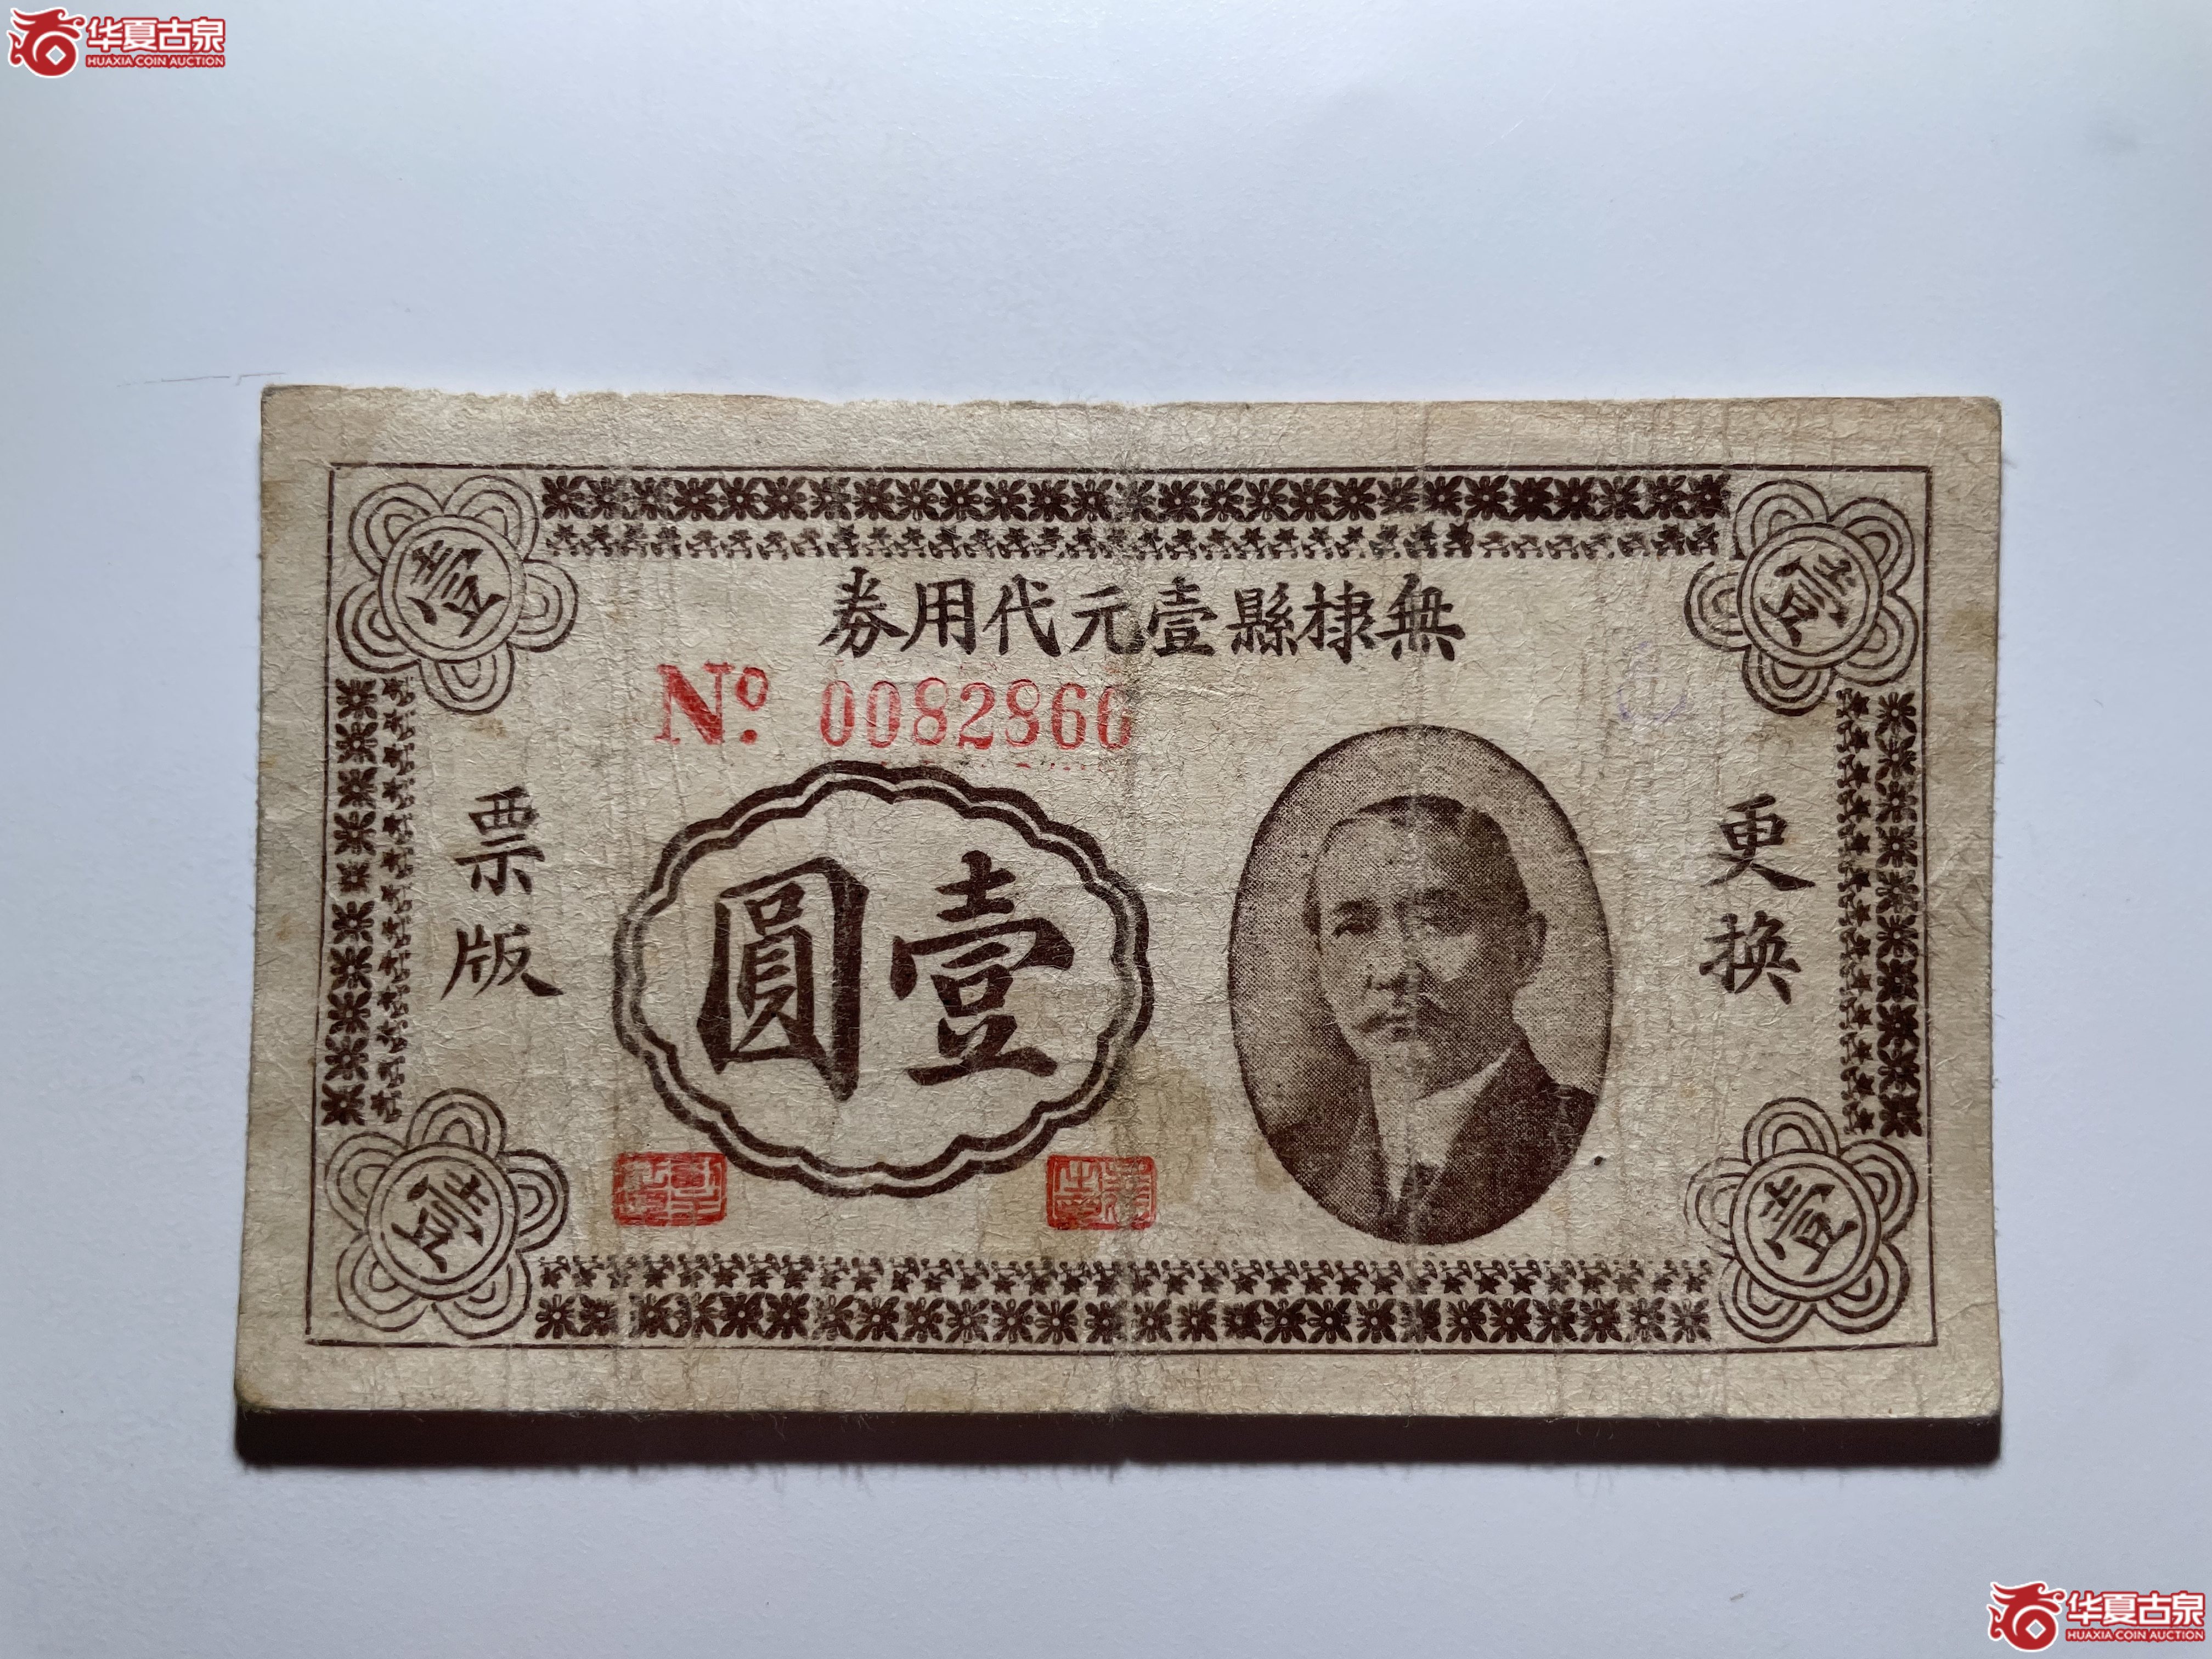 华夏古泉
HUAXIA COIN AUCTION
壹
壹
無棣縣壹元代用券
No. 0082866
更換
票版
壹圓
壹
壹
华夏古泉
HUAXIA COIN AUCTION